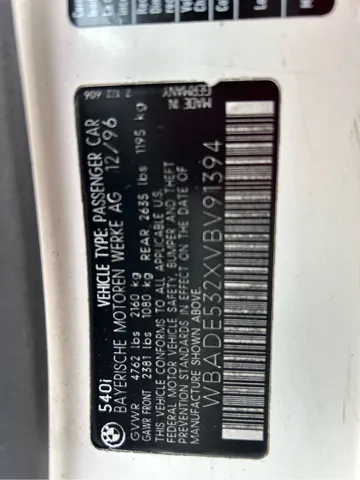 540i VEHICLE TYPE: PASSENGER CAR
BAYERISCHE MOTOREN WERKE AG 12/96
GVWR 4762 lbs 2160 kg
GAWR FRONT 2381 lbs 1080 kg REAR 2635 lbs 1195 kg
THIS VEHICLE CONFORMS TO ALL APPLICABLE
FEDERAL MOTOR VEHICLE SAFETY, BUMPER AND THEFT
PREVENTION STANDARDS IN EFFECT ON THE DATE OF
MANUFACTURE SHOWN ABOVE.
WBADE532XVBV91394
MADE IN GERMANY